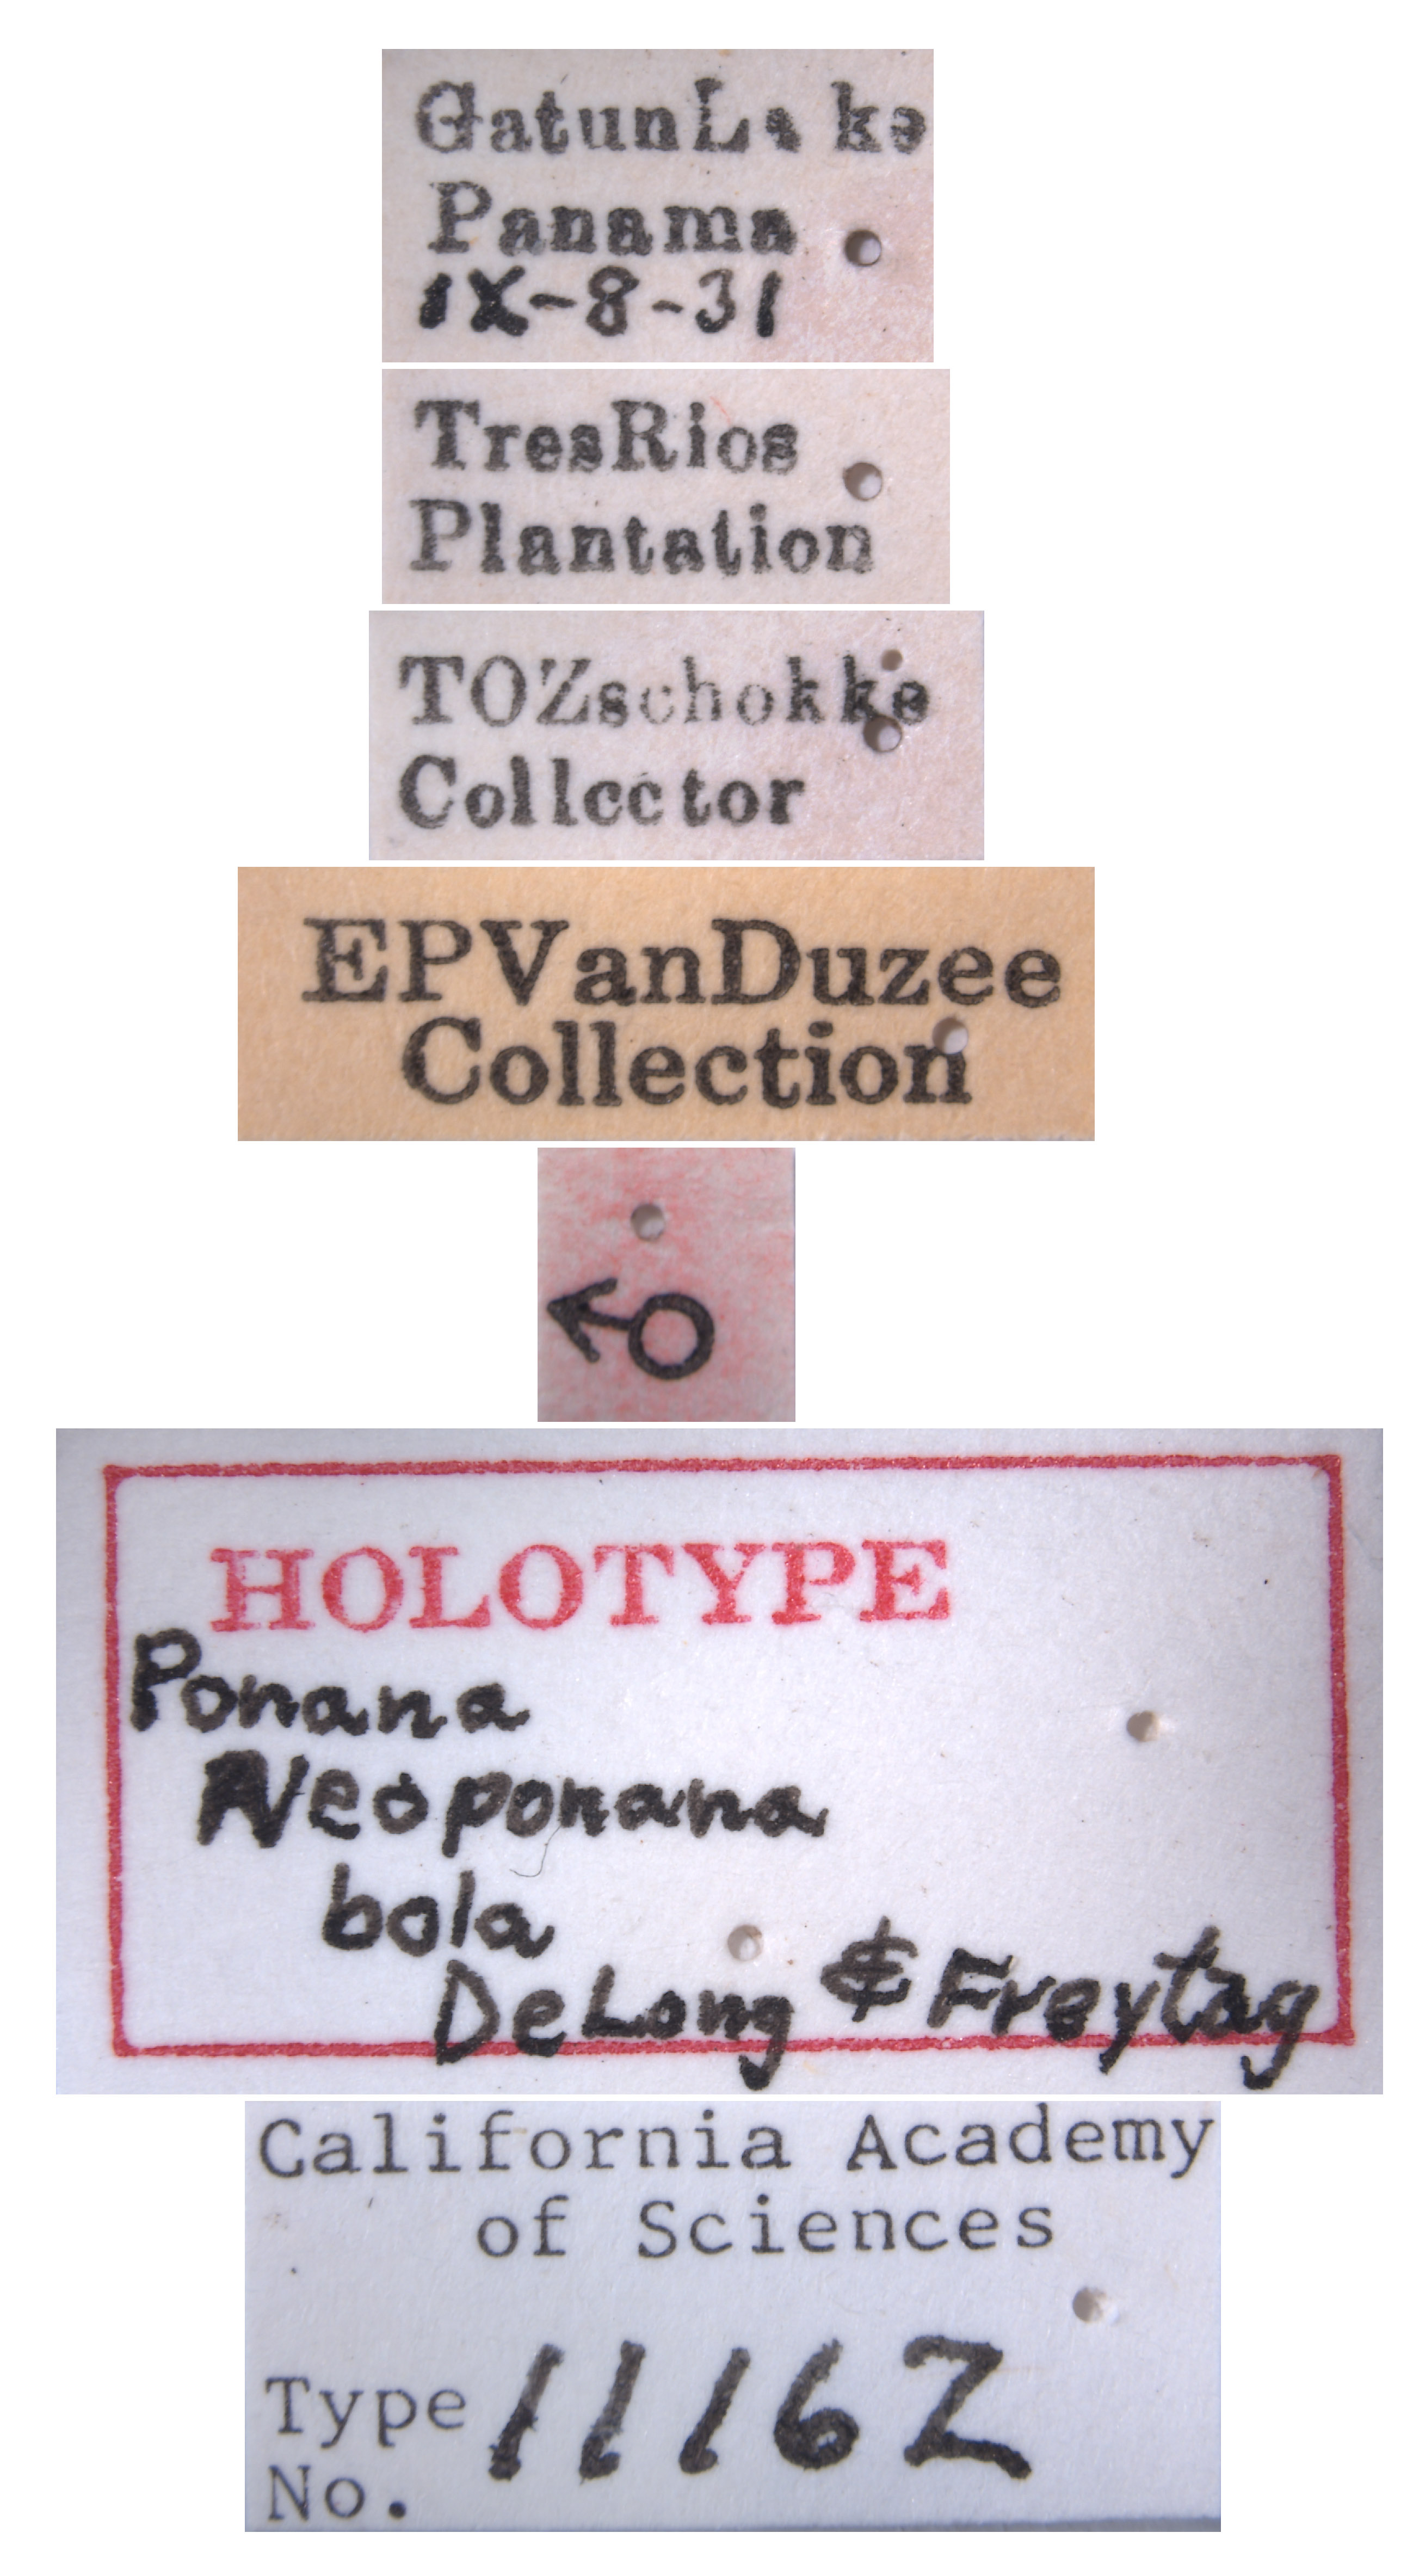 GatunLake
Panama
IX-8-31
TresRios
Plantation
TOZschokke
Collector
EPVanDuzee
Collection
♂
HOLOTYPE
Ponana
Neoponana
bola
DeLong & Freytag
California Academy
of Sciences
Type 11162
No.